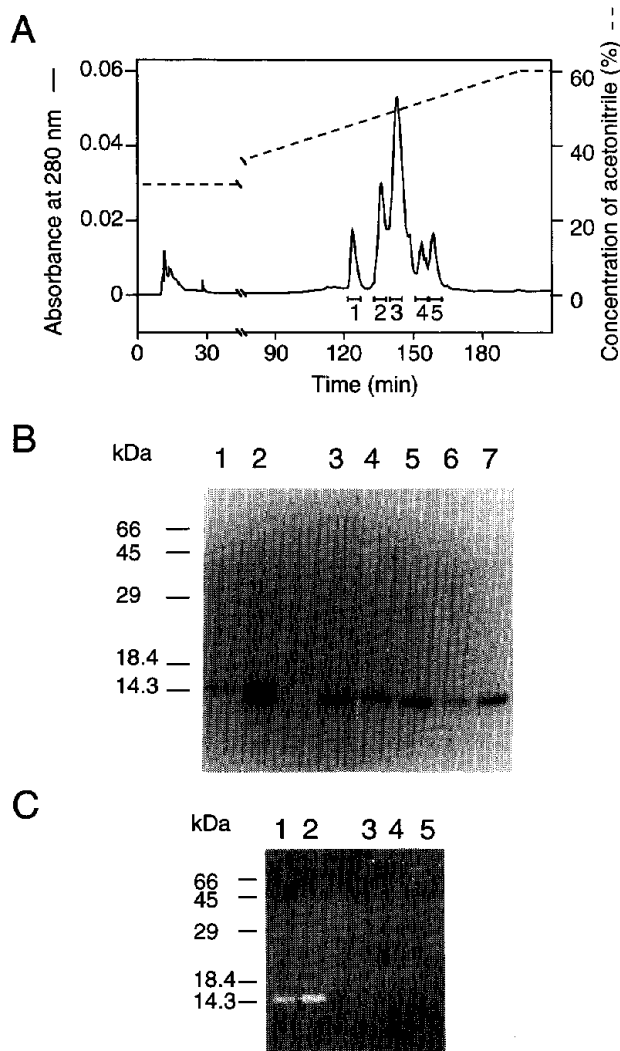 A
Absorbance at 280 nm —
0.06
0.04
0.02
0
60
40
20
0
Concentration of acetonitrile (%) ---
1 2 3 4 5
0 30 120 150 180
Time (min)
B
kDa 1 2 3 4 5 6 7
66 —
45 —
29 —
18.4 —
14.3 —
C
kDa 1 2 3 4 5
66 —
45 —
29 —
18.4 —
14.3 —